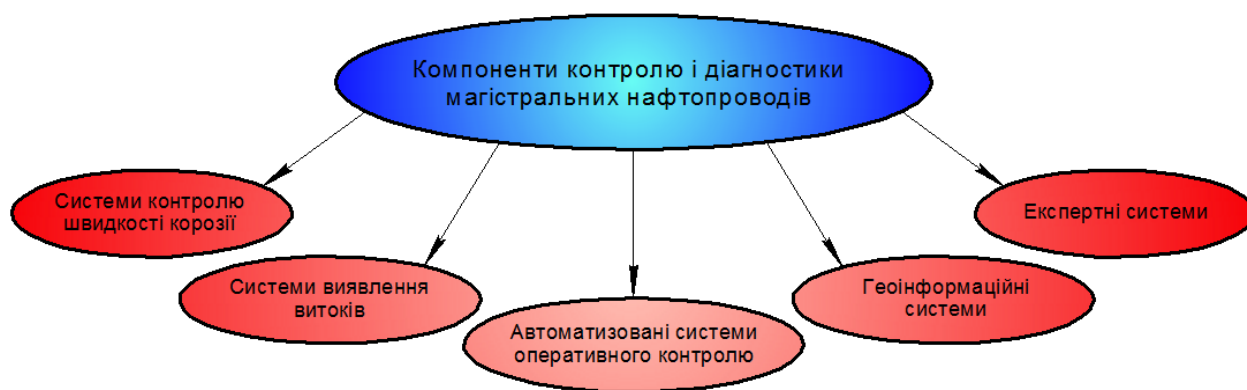 Компоненти контролю і діагностики
магістральних нафтопроводів
Системи контролю
швидкості корозії
Експертні системи
Системи виявлення
витоків
Геоінформаційні
системи
Автоматизовані системи
оперативного контролю